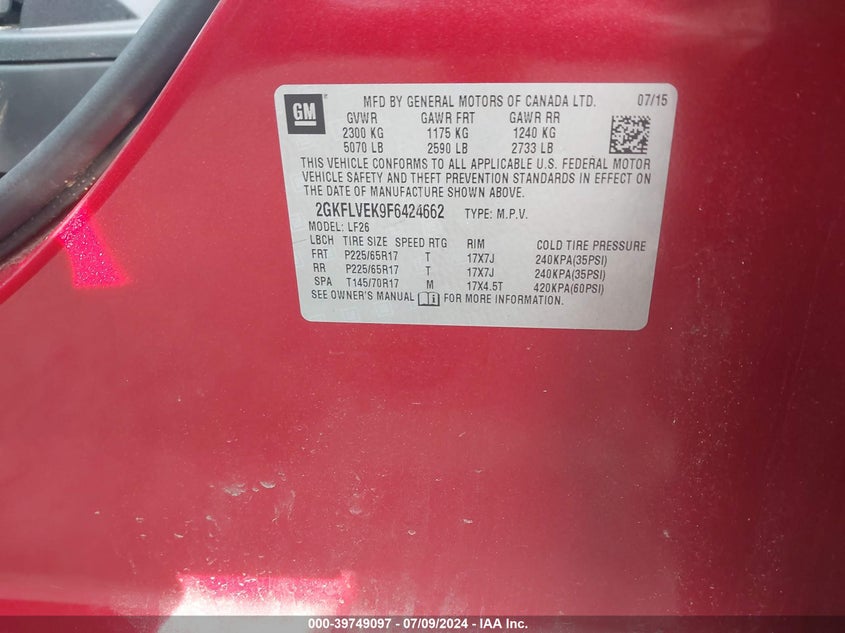 GM
MFD BY GENERAL MOTORS OF CANADA LTD. 07/15
GVWR GAWR FRT GAWR RR
2300 KG 1175 KG 1240 KG
5070 LB 2590 LB 2733 LB
THIS VEHICLE CONFORMS TO ALL APPLICABLE U.S. FEDERAL MOTOR
VEHICLE SAFETY AND THEFT PREVENTION STANDARDS IN EFFECT ON
THE DATE OF MANUFACTURE SHOWN ABOVE.
2GKFLVEK9F6424662 TYPE: M.P.V.
MODEL: LF26
LBCH TIRE SIZE SPEED RTG RIM COLD TIRE PRESSURE
FRT P225/65R17 T 17X7J 240KPA(35PSI)
RR P225/65R17 T 17X7J 240KPA(35PSI)
SPA T145/70R17 M 17X4.5T 420KPA(60PSI)
SEE OWNER'S MANUAL FOR MORE INFORMATION.
000-39749097 - 07/09/2024 - IAA Inc.